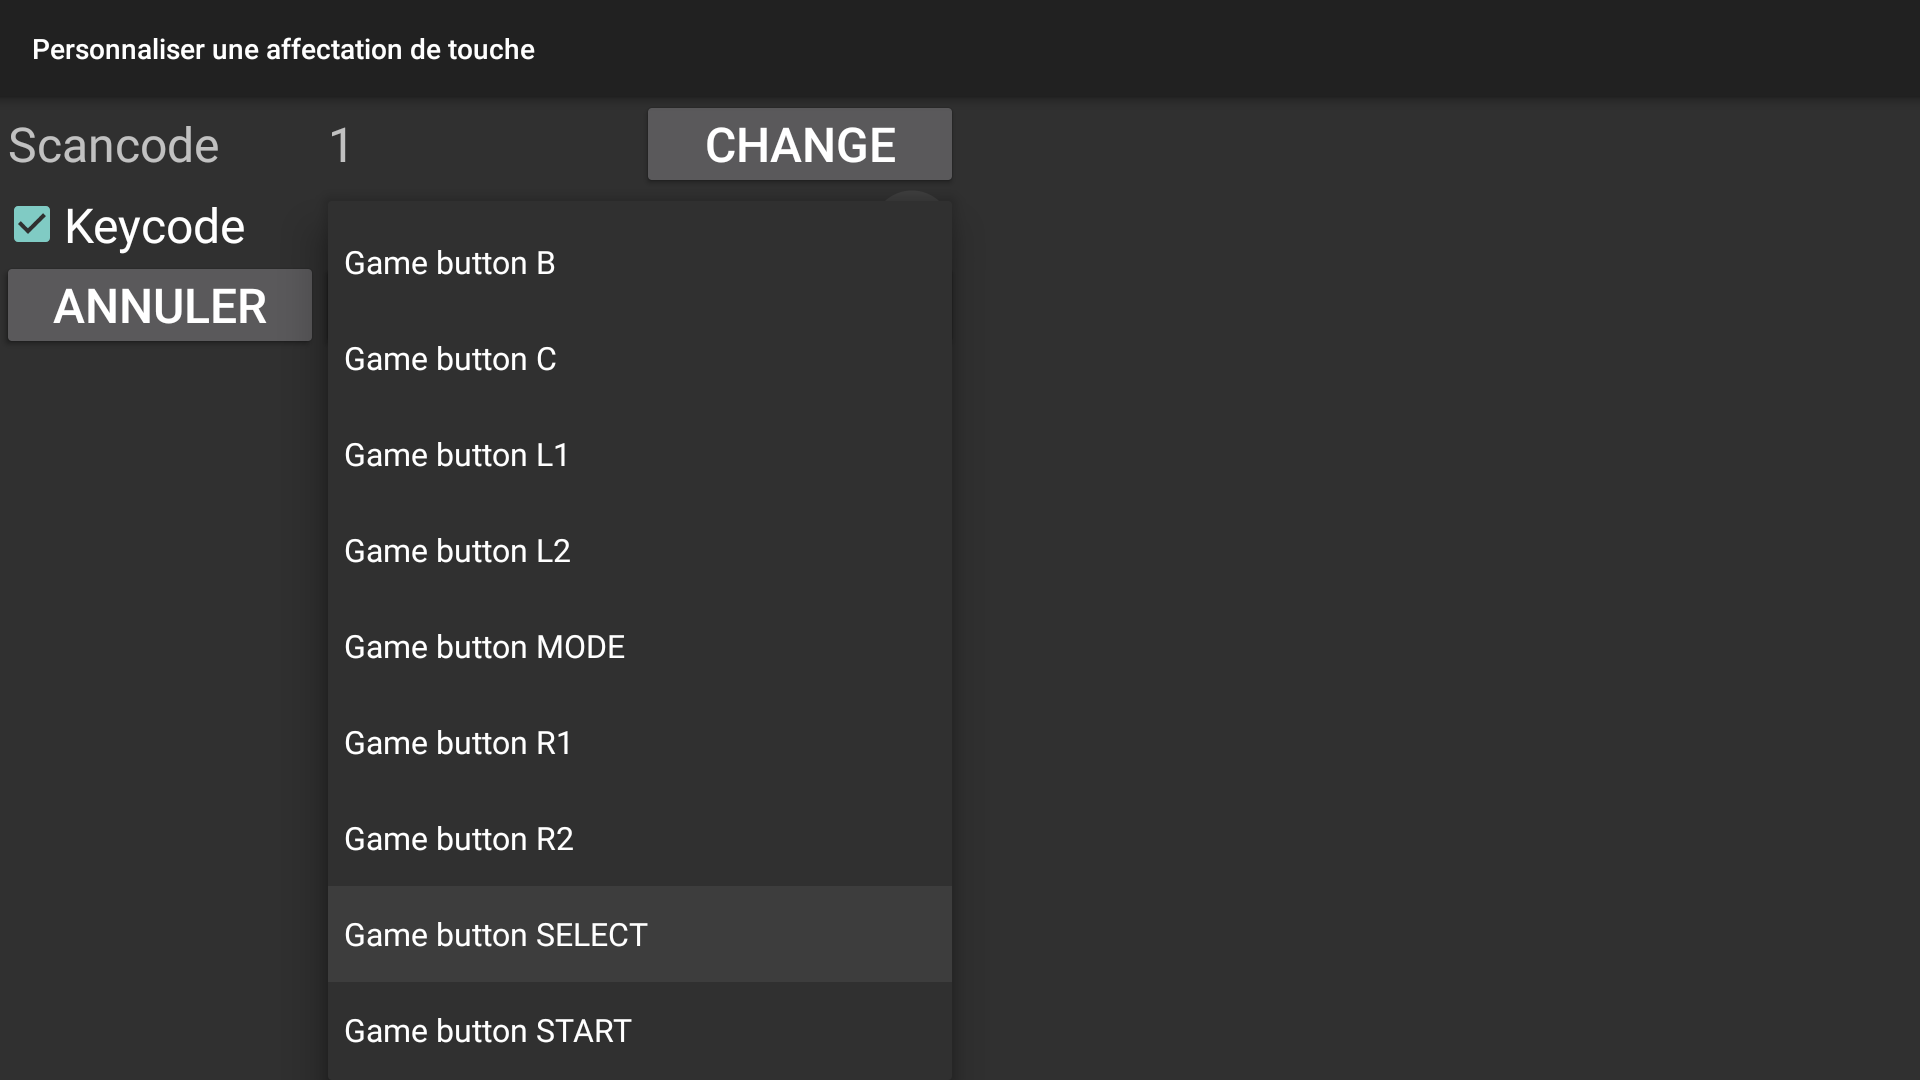 Personnaliser une affectation de touche
Scancode 1 CHANGE
Keycode
ANNULER
Game button B
Game button C
Game button L1
Game button L2
Game button MODE
Game button R1
Game button R2
Game button SELECT
Game button START